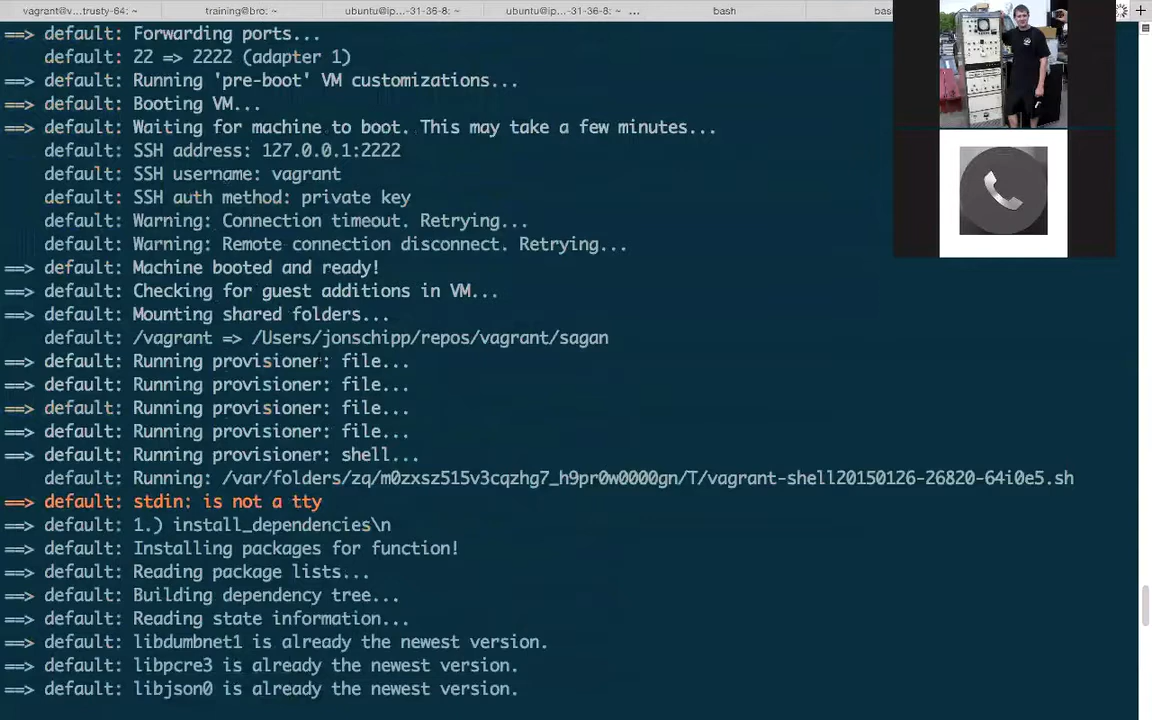 vagrant@v...trusty-64: ~ training@bro: ~ ubuntu@ip...-31-36-8: ~ ubuntu@ip...-31-36-8: ~ ... bash bas
==> default: Forwarding ports...
default: 22 => 2222 (adapter 1)
==> default: Running 'pre-boot' VM customizations...
==> default: Booting VM...
==> default: Waiting for machine to boot. This may take a few minutes...
default: SSH address: 127.0.0.1:2222
default: SSH username: vagrant
default: SSH auth method: private key
default: Warning: Connection timeout. Retrying...
default: Warning: Remote connection disconnect. Retrying...
==> default: Machine booted and ready!
==> default: Checking for guest additions in VM...
==> default: Mounting shared folders...
default: /vagrant => /Users/jonschipp/repos/vagrant/sagan
==> default: Running provisioner: file...
==> default: Running provisioner: file...
==> default: Running provisioner: file...
==> default: Running provisioner: file...
==> default: Running provisioner: shell...
default: Running: /var/folders/zq/m0zxsz515v3cqzhg7_h9pr0w0000gn/T/vagrant-shell20150126-26820-64i0e5.sh
==> default: stdin: is not a tty
==> default: 1.) install_dependencies\n
==> default: Installing packages for function!
==> default: Reading package lists...
==> default: Building dependency tree...
==> default: Reading state information...
==> default: libdumbnet1 is already the newest version.
==> default: libpcre3 is already the newest version.
==> default: libjson0 is already the newest version.